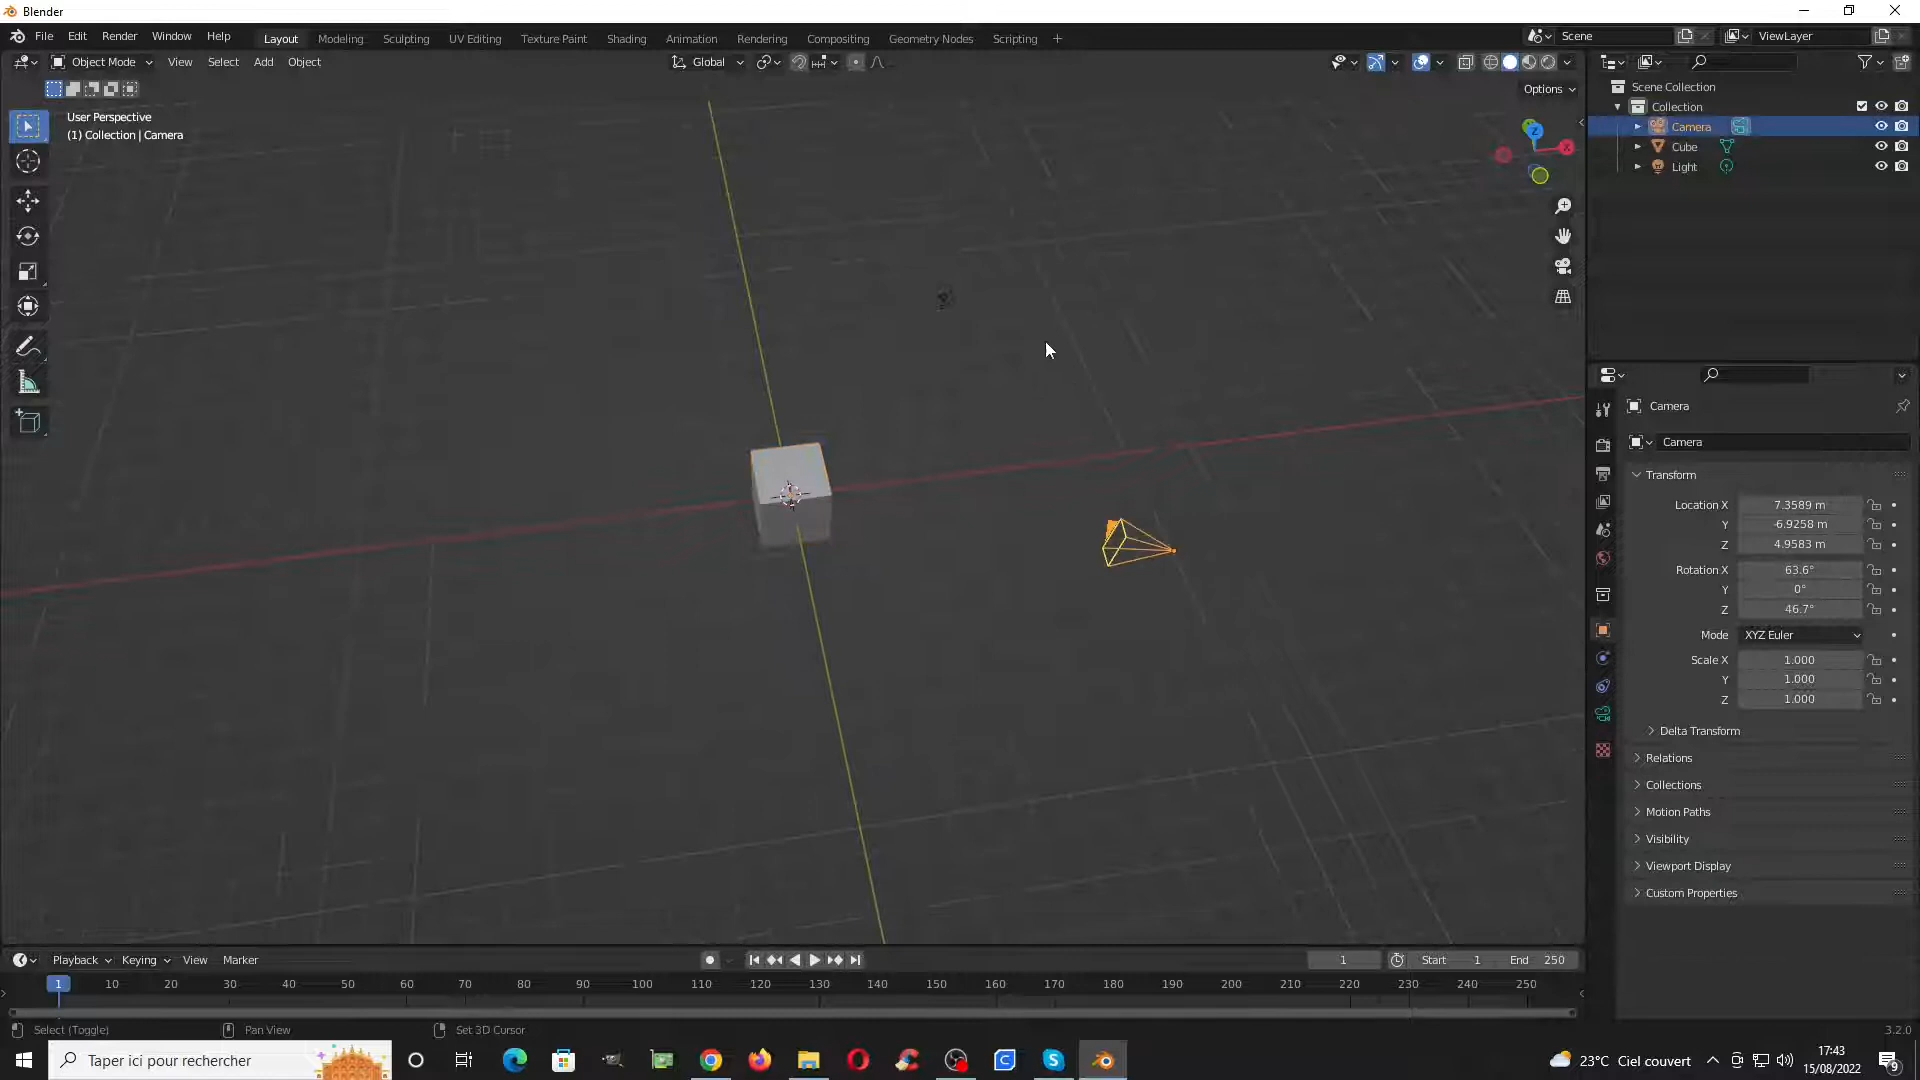 Blender
File Edit Render Window Help
Layout Modeling Sculpting UV Editing Texture Paint Shading Animation Rendering Compositing Geometry Nodes Scripting +
Scene
ViewLayer
Object Mode View Select Add Object
Global
Options
User Perspective
(1) Collection | Camera
Z
X
Scene Collection
Collection
Camera
Cube
Light
Camera
Camera
Transform
Location X 7.3589 m
Y -6.9258 m
Z 4.9583 m
Rotation X 63.6°
Y 0°
Z 46.7°
Mode XYZ Euler
Scale X 1.000
Y 1.000
Z 1.000
Delta Transform
Relations
Collections
Motion Paths
Visibility
Viewport Display
Custom Properties
Playback Keying View Marker
1 Start 1 End 250
1 10 20 30 40 50 60 70 80 90 100 110 120 130 140 150 160 170 180 190 200 210 220 230 240 250
Select (Toggle) Pan View Set 3D Cursor
3.2.0
Taper ici pour rechercher
23°C Ciel couvert
17:43
15/08/2022
9